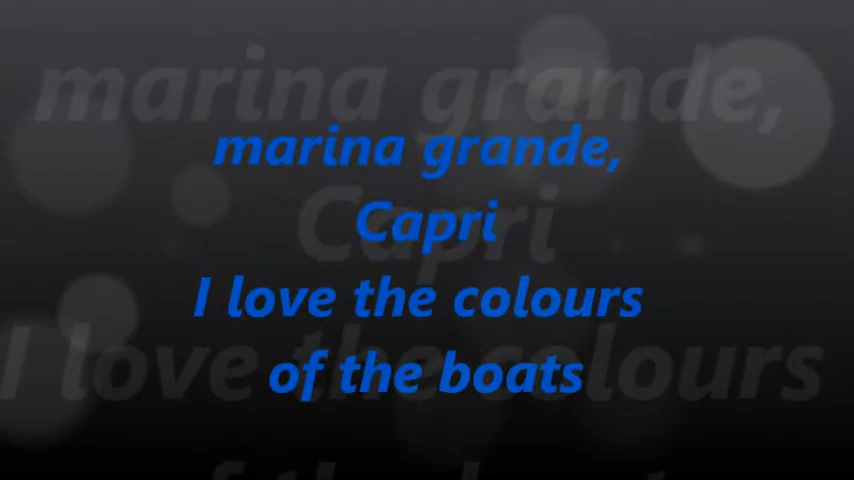 marina grande,
Capri
I love the colours
of the boats